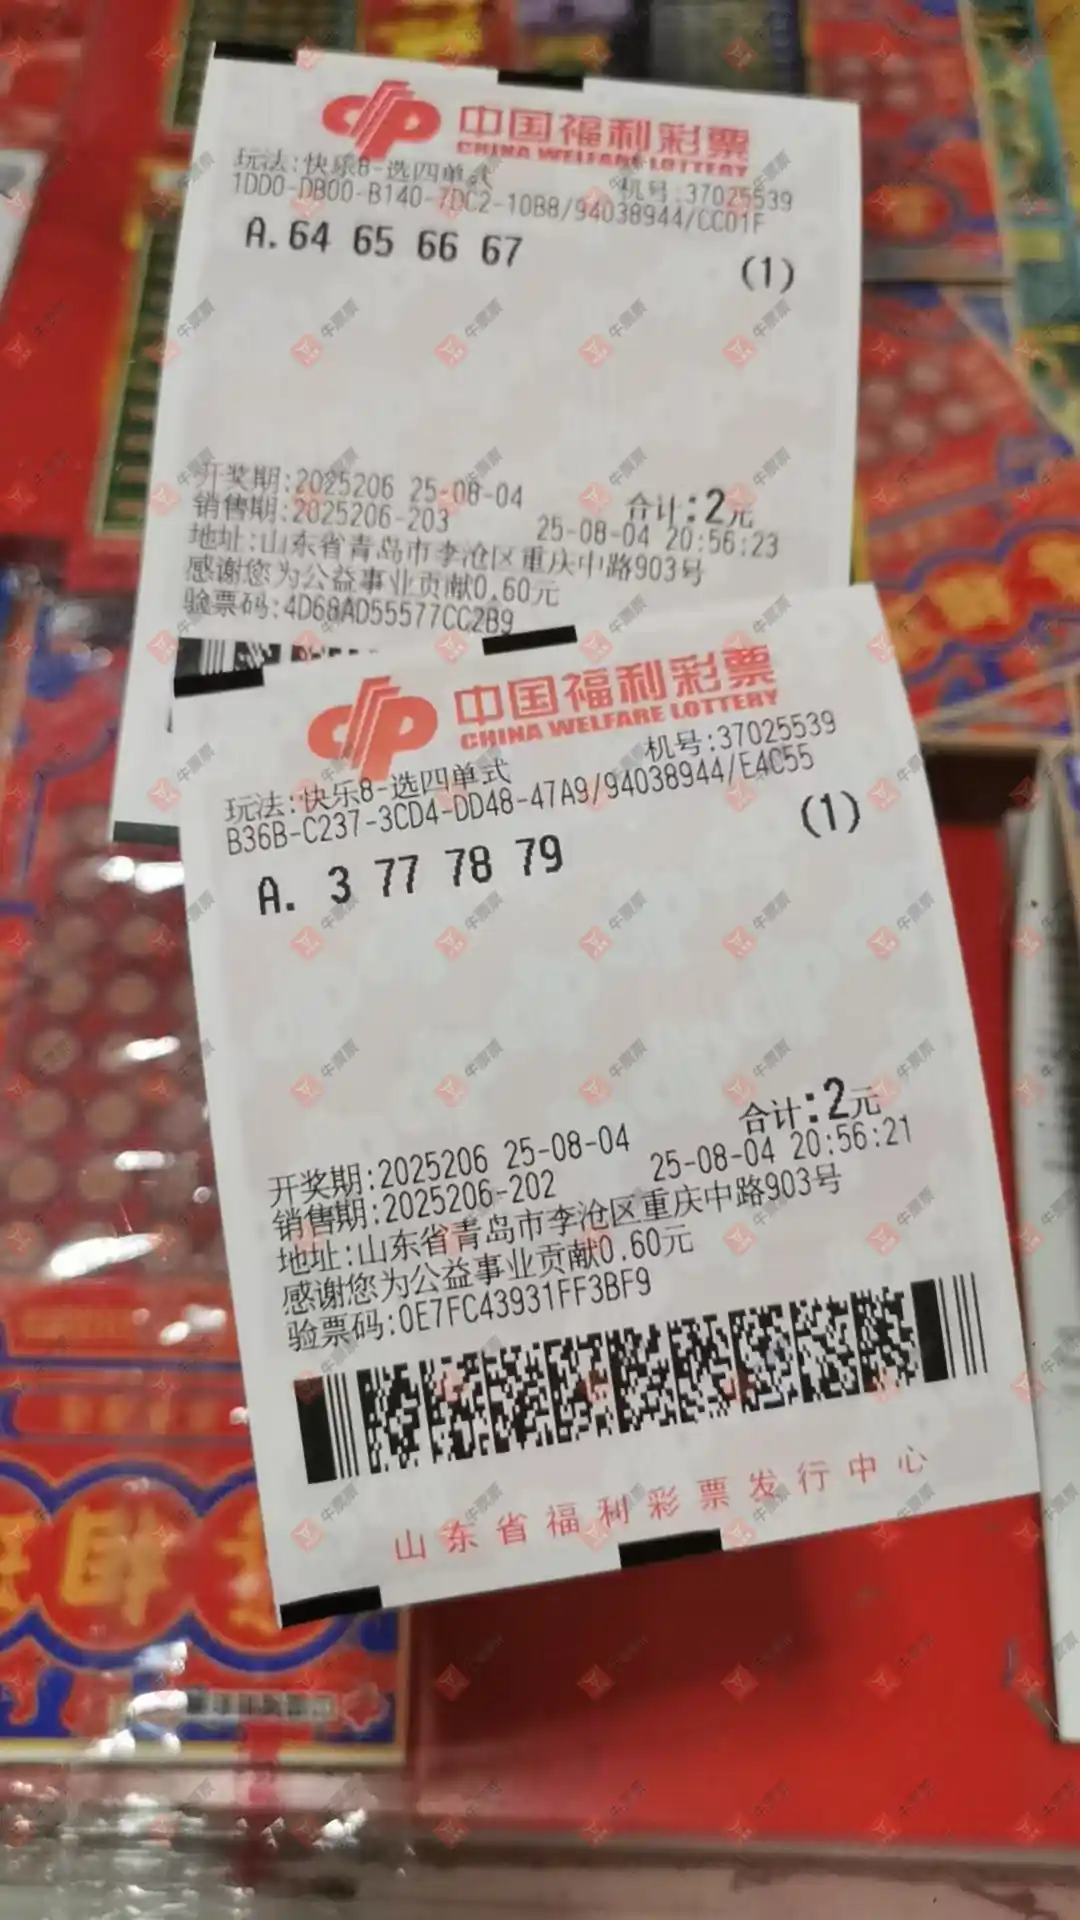 中国福利彩票
CHINA WELFARE LOTTERY
玩法:快乐8-选四单式 机号:37025539
1DD0-DB00-B140-7DC2-10B8/94038944/CC01F
A. 64 65 66 67 (1)
开奖期:2025206 25-08-04 合计:2元
销售期:2025206-203 25-08-04 20:56:23
地址:山东省青岛市李沧区重庆中路903号
感谢您为公益事业贡献0.60元
验票码:4D68AD55577CC2B9
中国福利彩票
CHINA WELFARE LOTTERY
玩法:快乐8-选四单式 机号:37025539
B36B-C237-3CD4-DD48-47A9/94038944/E4C55
A. 3 77 78 79 (1)
开奖期:2025206 25-08-04 合计:2元
销售期:2025206-202 25-08-04 20:56:21
地址:山东省青岛市李沧区重庆中路903号
感谢您为公益事业贡献0.60元
验票码:0E7FC43931FF3BF9
山东省福利彩票发行中心
牛票票